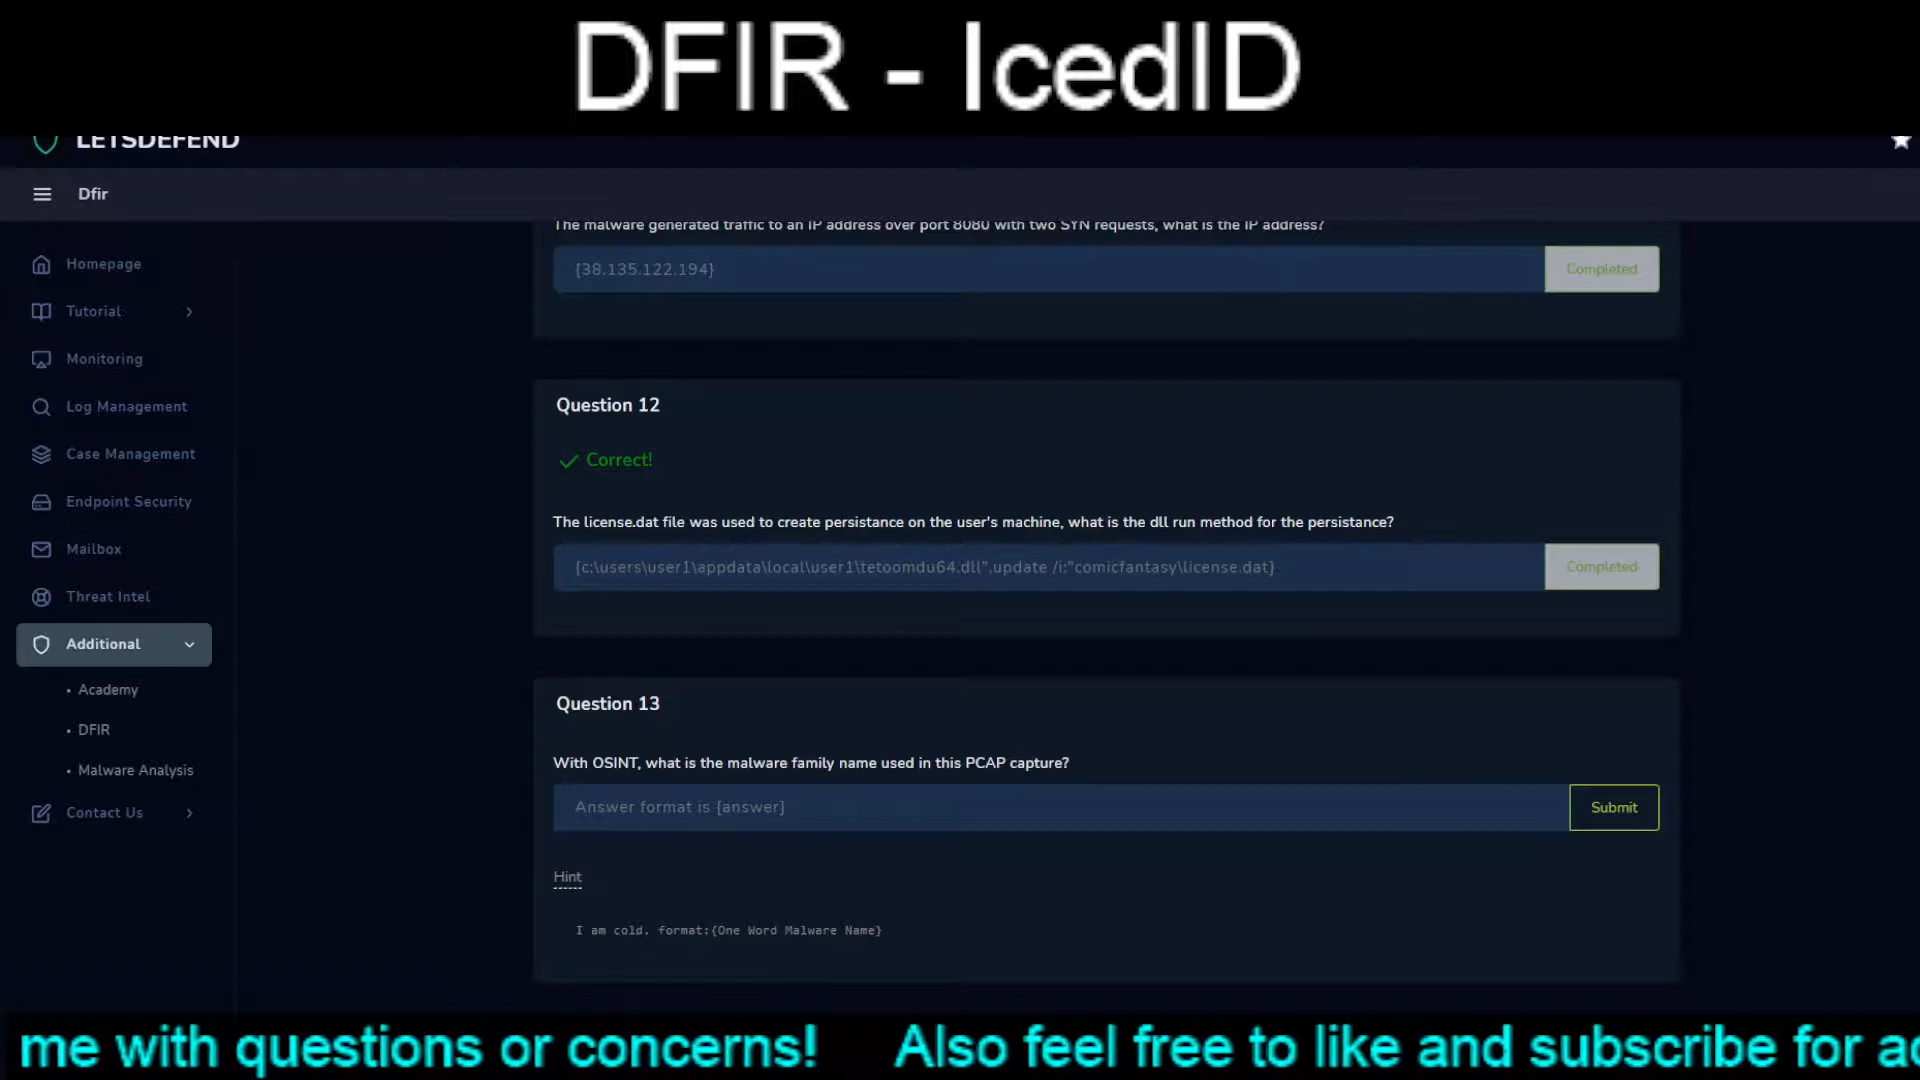 DFIR - IcedID
LETSDEFEND
Dfir
Homepage
Tutorial
Monitoring
Log Management
Case Management
Endpoint Security
Mailbox
Threat Intel
Additional
• Academy
• DFIR
• Malware Analysis
Contact Us
The malware generated traffic to an IP address over port 8080 with two SYN requests, what is the IP address?
{38.135.122.194}
Completed
Question 12
Correct!
The license.dat file was used to create persistance on the user's machine, what is the dll run method for the persistance?
{c:\users\user1\appdata\local\user1\tetoomdu64.dll",update /i:"comicfantasy\license.dat}
Completed
Question 13
With OSINT, what is the malware family name used in this PCAP capture?
Answer format is {answer}
Submit
Hint
I am cold. format:{One Word Malware Name}
me with questions or concerns! Also feel free to like and subscribe for ad